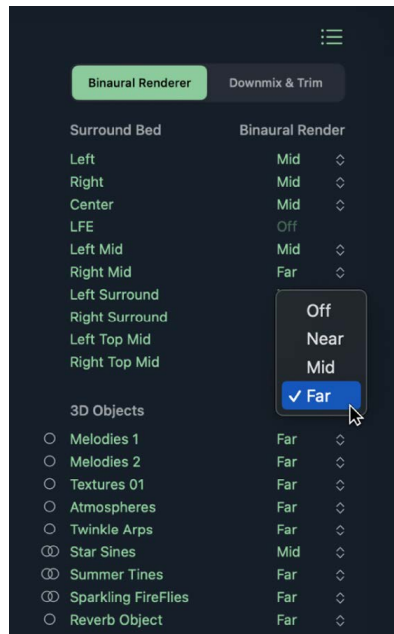 Binaural Renderer Downmix & Trim
Surround Bed Binaural Render
Left Mid
Right Mid
Center Mid
LFE Off
Left Mid Mid
Right Mid Far
Left Surround
Right Surround
Left Top Mid
Right Top Mid
Off
Near
Mid
✓ Far
3D Objects
Melodies 1 Far
Melodies 2 Far
Textures 01 Far
Atmospheres Far
Twinkle Arps Far
Star Sines Mid
Summer Tines Far
Sparkling FireFlies Far
Reverb Object Far